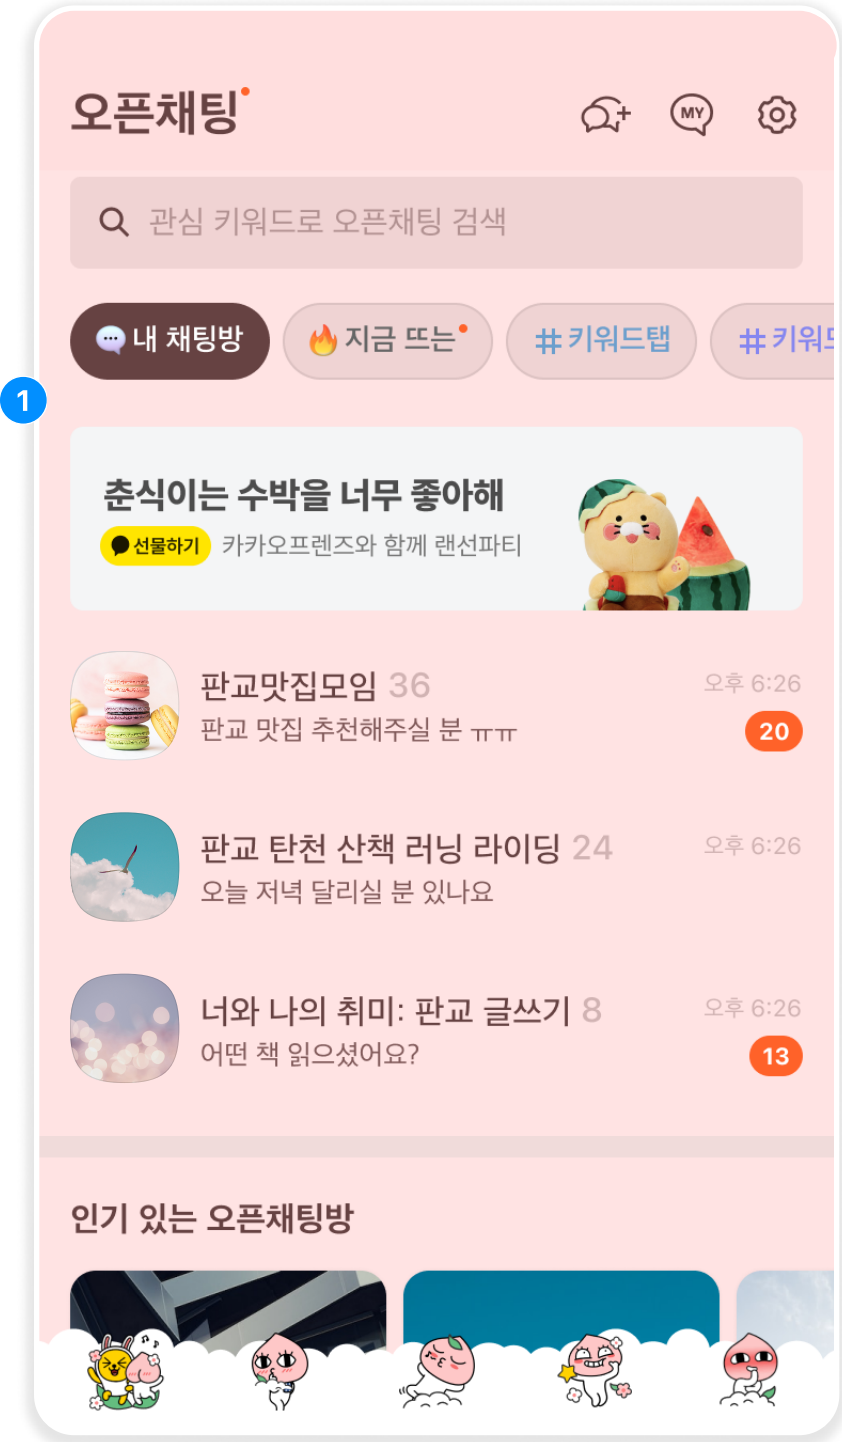 오픈채팅
MY
관심 키워드로 오픈채팅 검색
내 채팅방
지금 뜨는
# 키워드탭
# 키워드
1
춘식이는 수박을 너무 좋아해
선물하기 카카오프렌즈와 함께 랜선파티
판교맛집모임 36
오후 6:26
판교 맛집 추천해주실 분 ㅠㅠ
20
판교 탄천 산책 러닝 라이딩 24
오후 6:26
오늘 저녁 달리실 분 있나요
너와 나의 취미: 판교 글쓰기 8
오후 6:26
어떤 책 읽으셨어요?
13
인기 있는 오픈채팅방